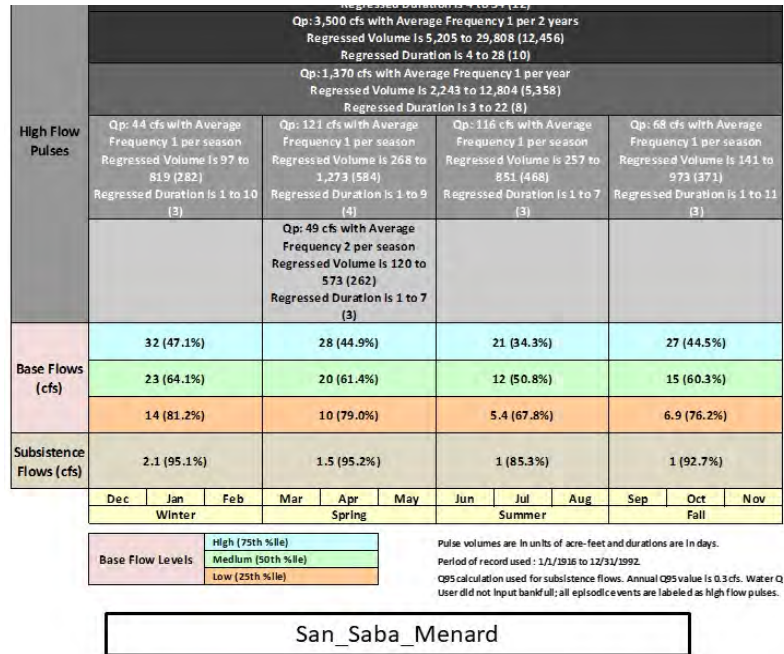 Qp: 3,500 cfs with Average Frequency 1 per 2 years
Regressed Volume is 5,205 to 29,808 (12,456)
Regressed Duration is 4 to 28 (10)
Qp: 1,370 cfs with Average Frequency 1 per year
Regressed Volume is 2,243 to 12,804 (5,358)
Regressed Duration is 3 to 22 (8)
High Flow
Pulses
Qp: 44 cfs with Average
Frequency 1 per season
Regressed Volume is 97 to
819 (282)
Regressed Duration is 1 to 10
(3)
Qp: 121 cfs with Average
Frequency 1 per season
Regressed Volume is 268 to
1,273 (584)
Regressed Duration is 1 to 9
(4)
Qp: 116 cfs with Average
Frequency 1 per season
Regressed Volume is 257 to
851 (468)
Regressed Duration is 1 to 7
(3)
Qp: 68 cfs with Average
Frequency 1 per season
Regressed Volume is 141 to
973 (371)
Regressed Duration is 1 to 11
(3)
Qp: 49 cfs with Average
Frequency 2 per season
Regressed Volume is 120 to
573 (262)
Regressed Duration is 1 to 7
(3)
Base Flows
(cfs)
32 (47.1%) 28 (44.9%) 21 (34.3%) 27 (44.5%)
23 (64.1%) 20 (61.4%) 12 (50.8%) 15 (60.3%)
14 (81.2%) 10 (79.0%) 5.4 (67.8%) 6.9 (76.2%)
Subsistence
Flows (cfs)
2.1 (95.1%) 1.5 (95.2%) 1 (85.3%) 1 (92.7%)
Dec Jan Feb Mar Apr May Jun Jul Aug Sep Oct Nov
Winter Spring Summer Fall
Base Flow Levels
High (75th %ile)
Medium (50th %ile)
Low (25th %ile)
Pulse volumes are in units of acre-feet and durations are in days.
Period of record used : 1/1/1916 to 12/31/1992.
Q95 calculation used for subsistence flows. Annual Q95 value is 0.3 cfs. Water Q
User did not input bankfull; all episodic events are labeled as high flow pulses.
San_Saba_Menard